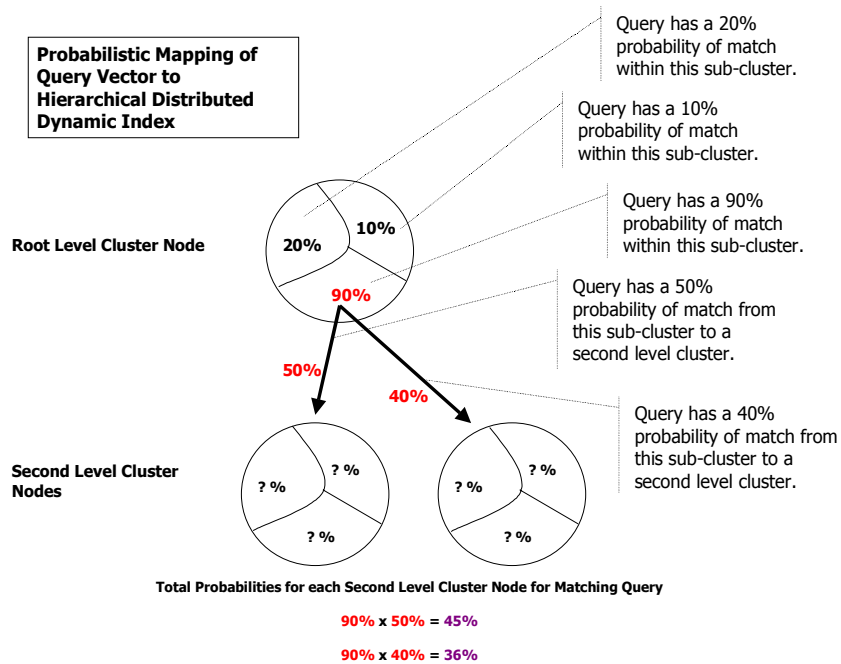 Probabilistic Mapping of
Query Vector to
Hierarchical Distributed
Dynamic Index
Query has a 20%
probability of match
within this sub-cluster.
Query has a 10%
probability of match
within this sub-cluster.
Query has a 90%
probability of match
within this sub-cluster.
Root Level Cluster Node
20%
10%
90%
Query has a 50%
probability of match from
this sub-cluster to a
second level cluster.
50%
40%
Query has a 40%
probability of match from
this sub-cluster to a
second level cluster.
Second Level Cluster
Nodes
? %
? %
? %
? %
? %
? %
Total Probabilities for each Second Level Cluster Node for Matching Query
90% x 50% = 45%
90% x 40% = 36%